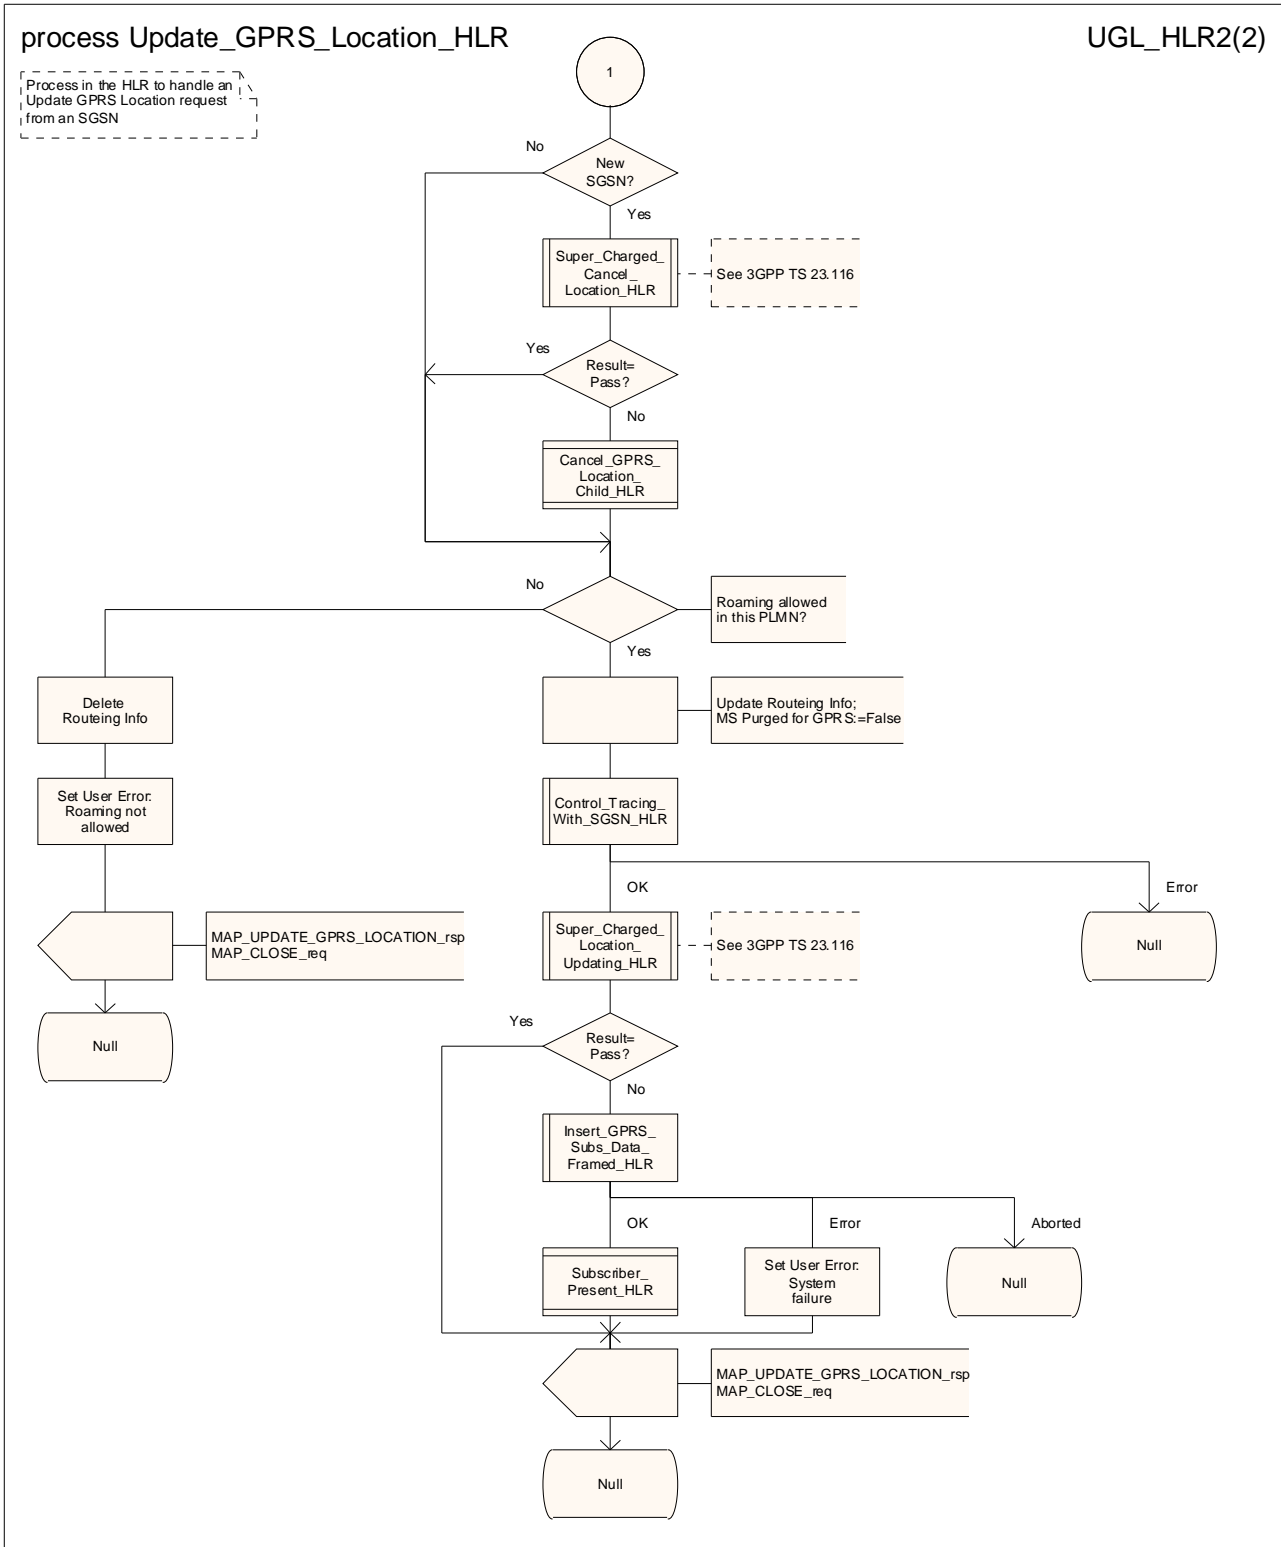 process Update_GPRS_Location_HLR
UGL_HLR2(2)
Process in the HLR to handle an
Update GPRS Location request
from an SGSN
1
No
New
SGSN?
Yes
Super_Charged_
Cancel_
Location_HLR
See 3GPP TS 23.116
Yes
Result=
Pass?
No
Cancel_GPRS_
Location_
Child_HLR
No
Roaming allowed
in this PLMN?
Yes
Delete
Routeing Info
Update Routeing Info;
MS Purged for GPRS:=False
Set User Error:
Roaming not
allowed
Control_Tracing_
With_SGSN_HLR
OK
Error
MAP_UPDATE_GPRS_LOCATION_rsp
MAP_CLOSE_req
Super_Charged_
Location_
Updating_HLR
See 3GPP TS 23.116
Null
Null
Yes
Result=
Pass?
No
Insert_GPRS_
Subs_Data_
Framed_HLR
OK
Error
Aborted
Subscriber_
Present_HLR
Set User Error:
System
failure
Null
MAP_UPDATE_GPRS_LOCATION_rsp
MAP_CLOSE_req
Null